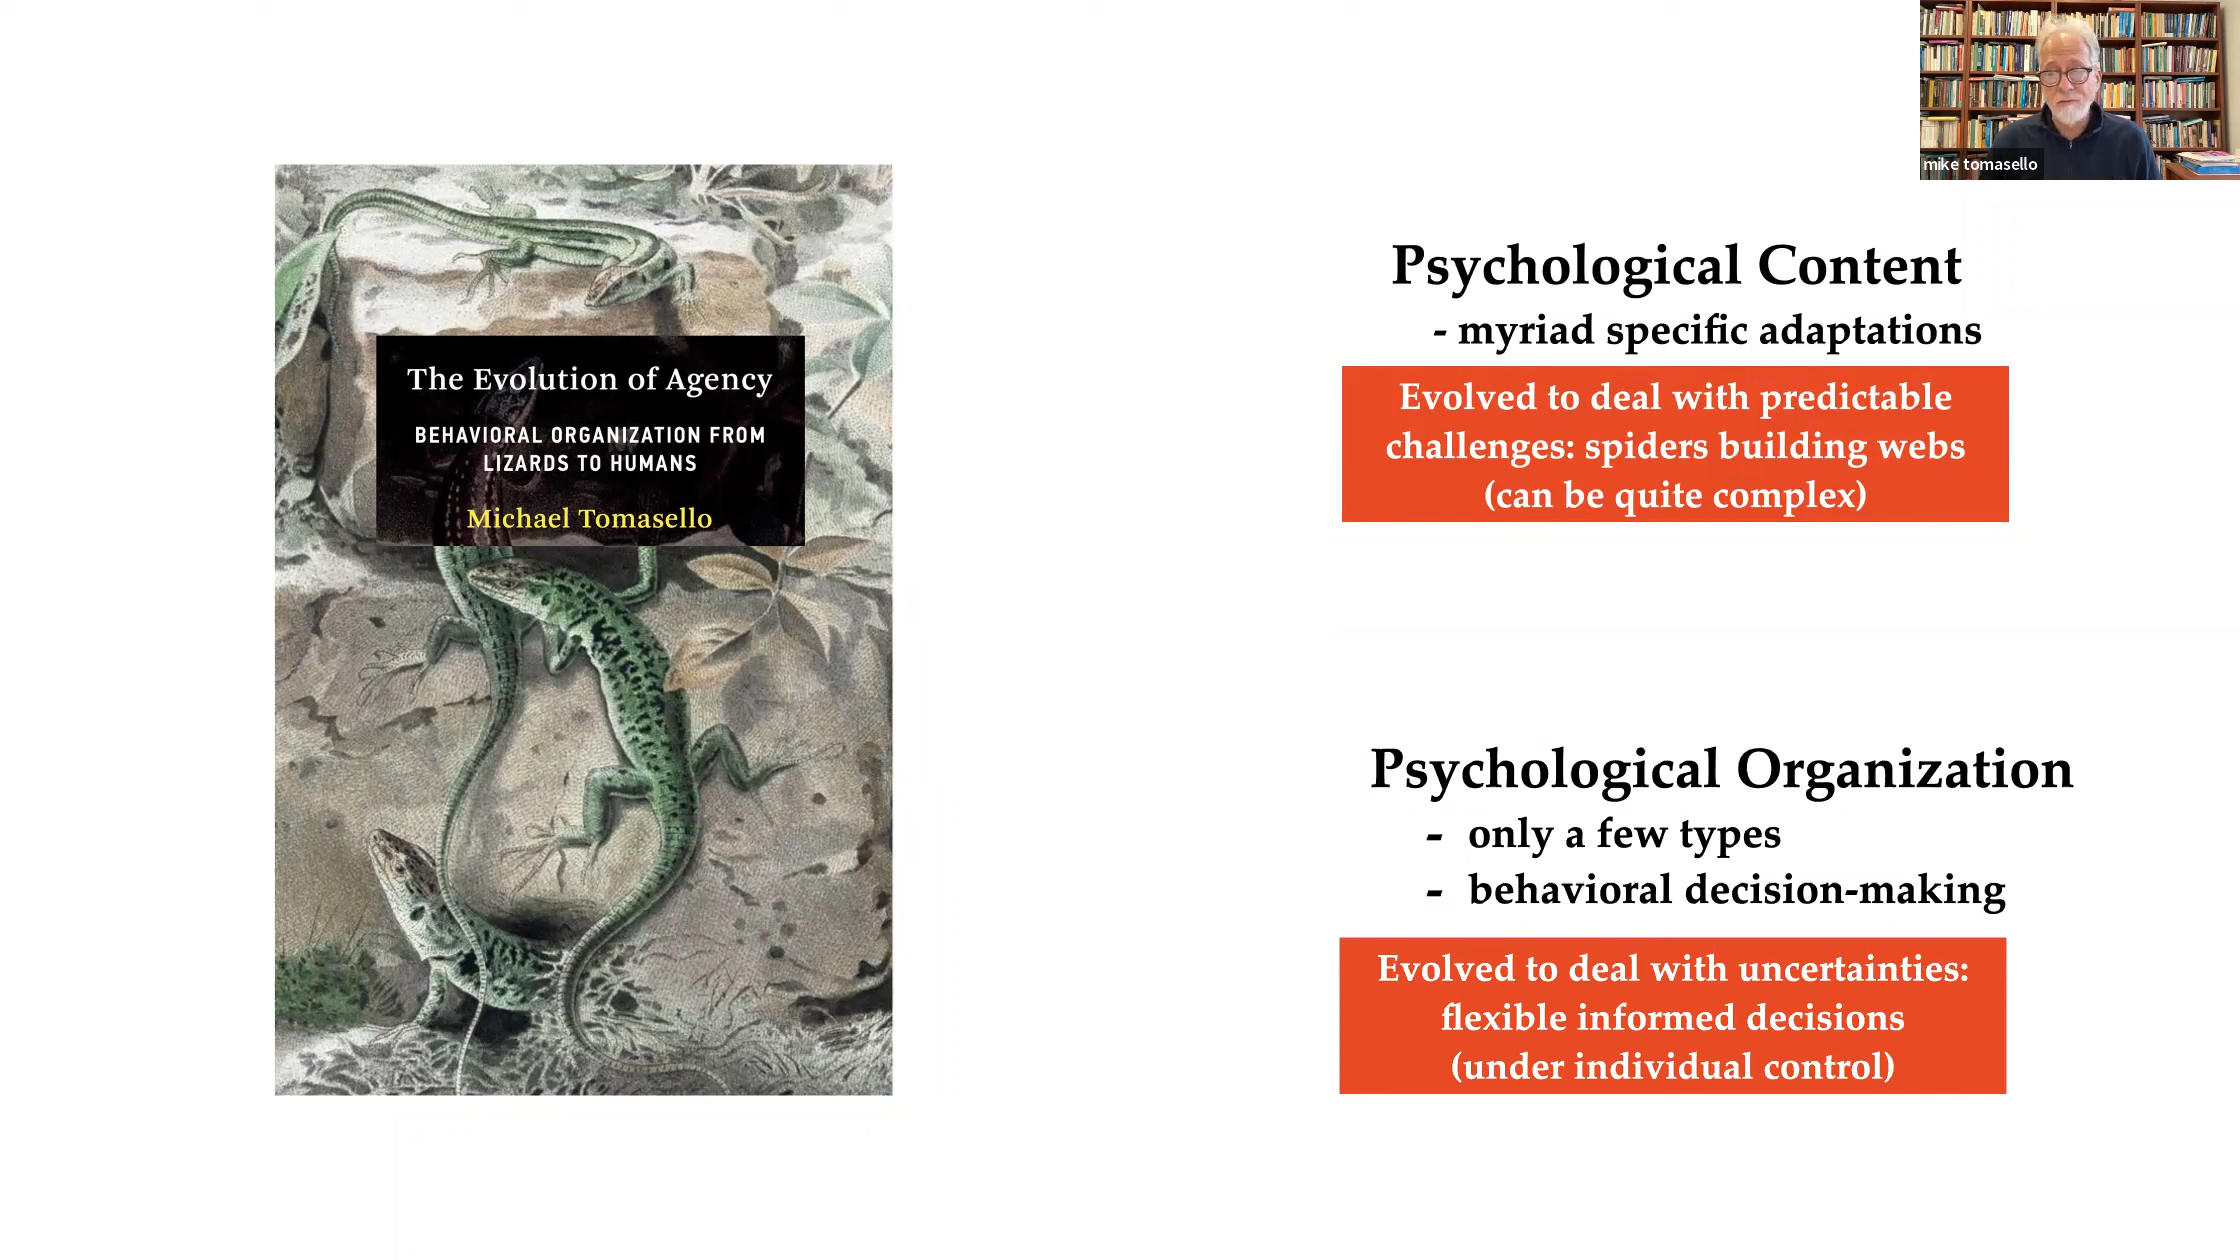 mike tomasello
The Evolution of Agency
BEHAVIORAL ORGANIZATION FROM
LIZARDS TO HUMANS
Michael Tomasello
Psychological Content
- myriad specific adaptations
Evolved to deal with predictable
challenges: spiders building webs
(can be quite complex)
Psychological Organization
- only a few types
- behavioral decision-making
Evolved to deal with uncertainties:
flexible informed decisions
(under individual control)